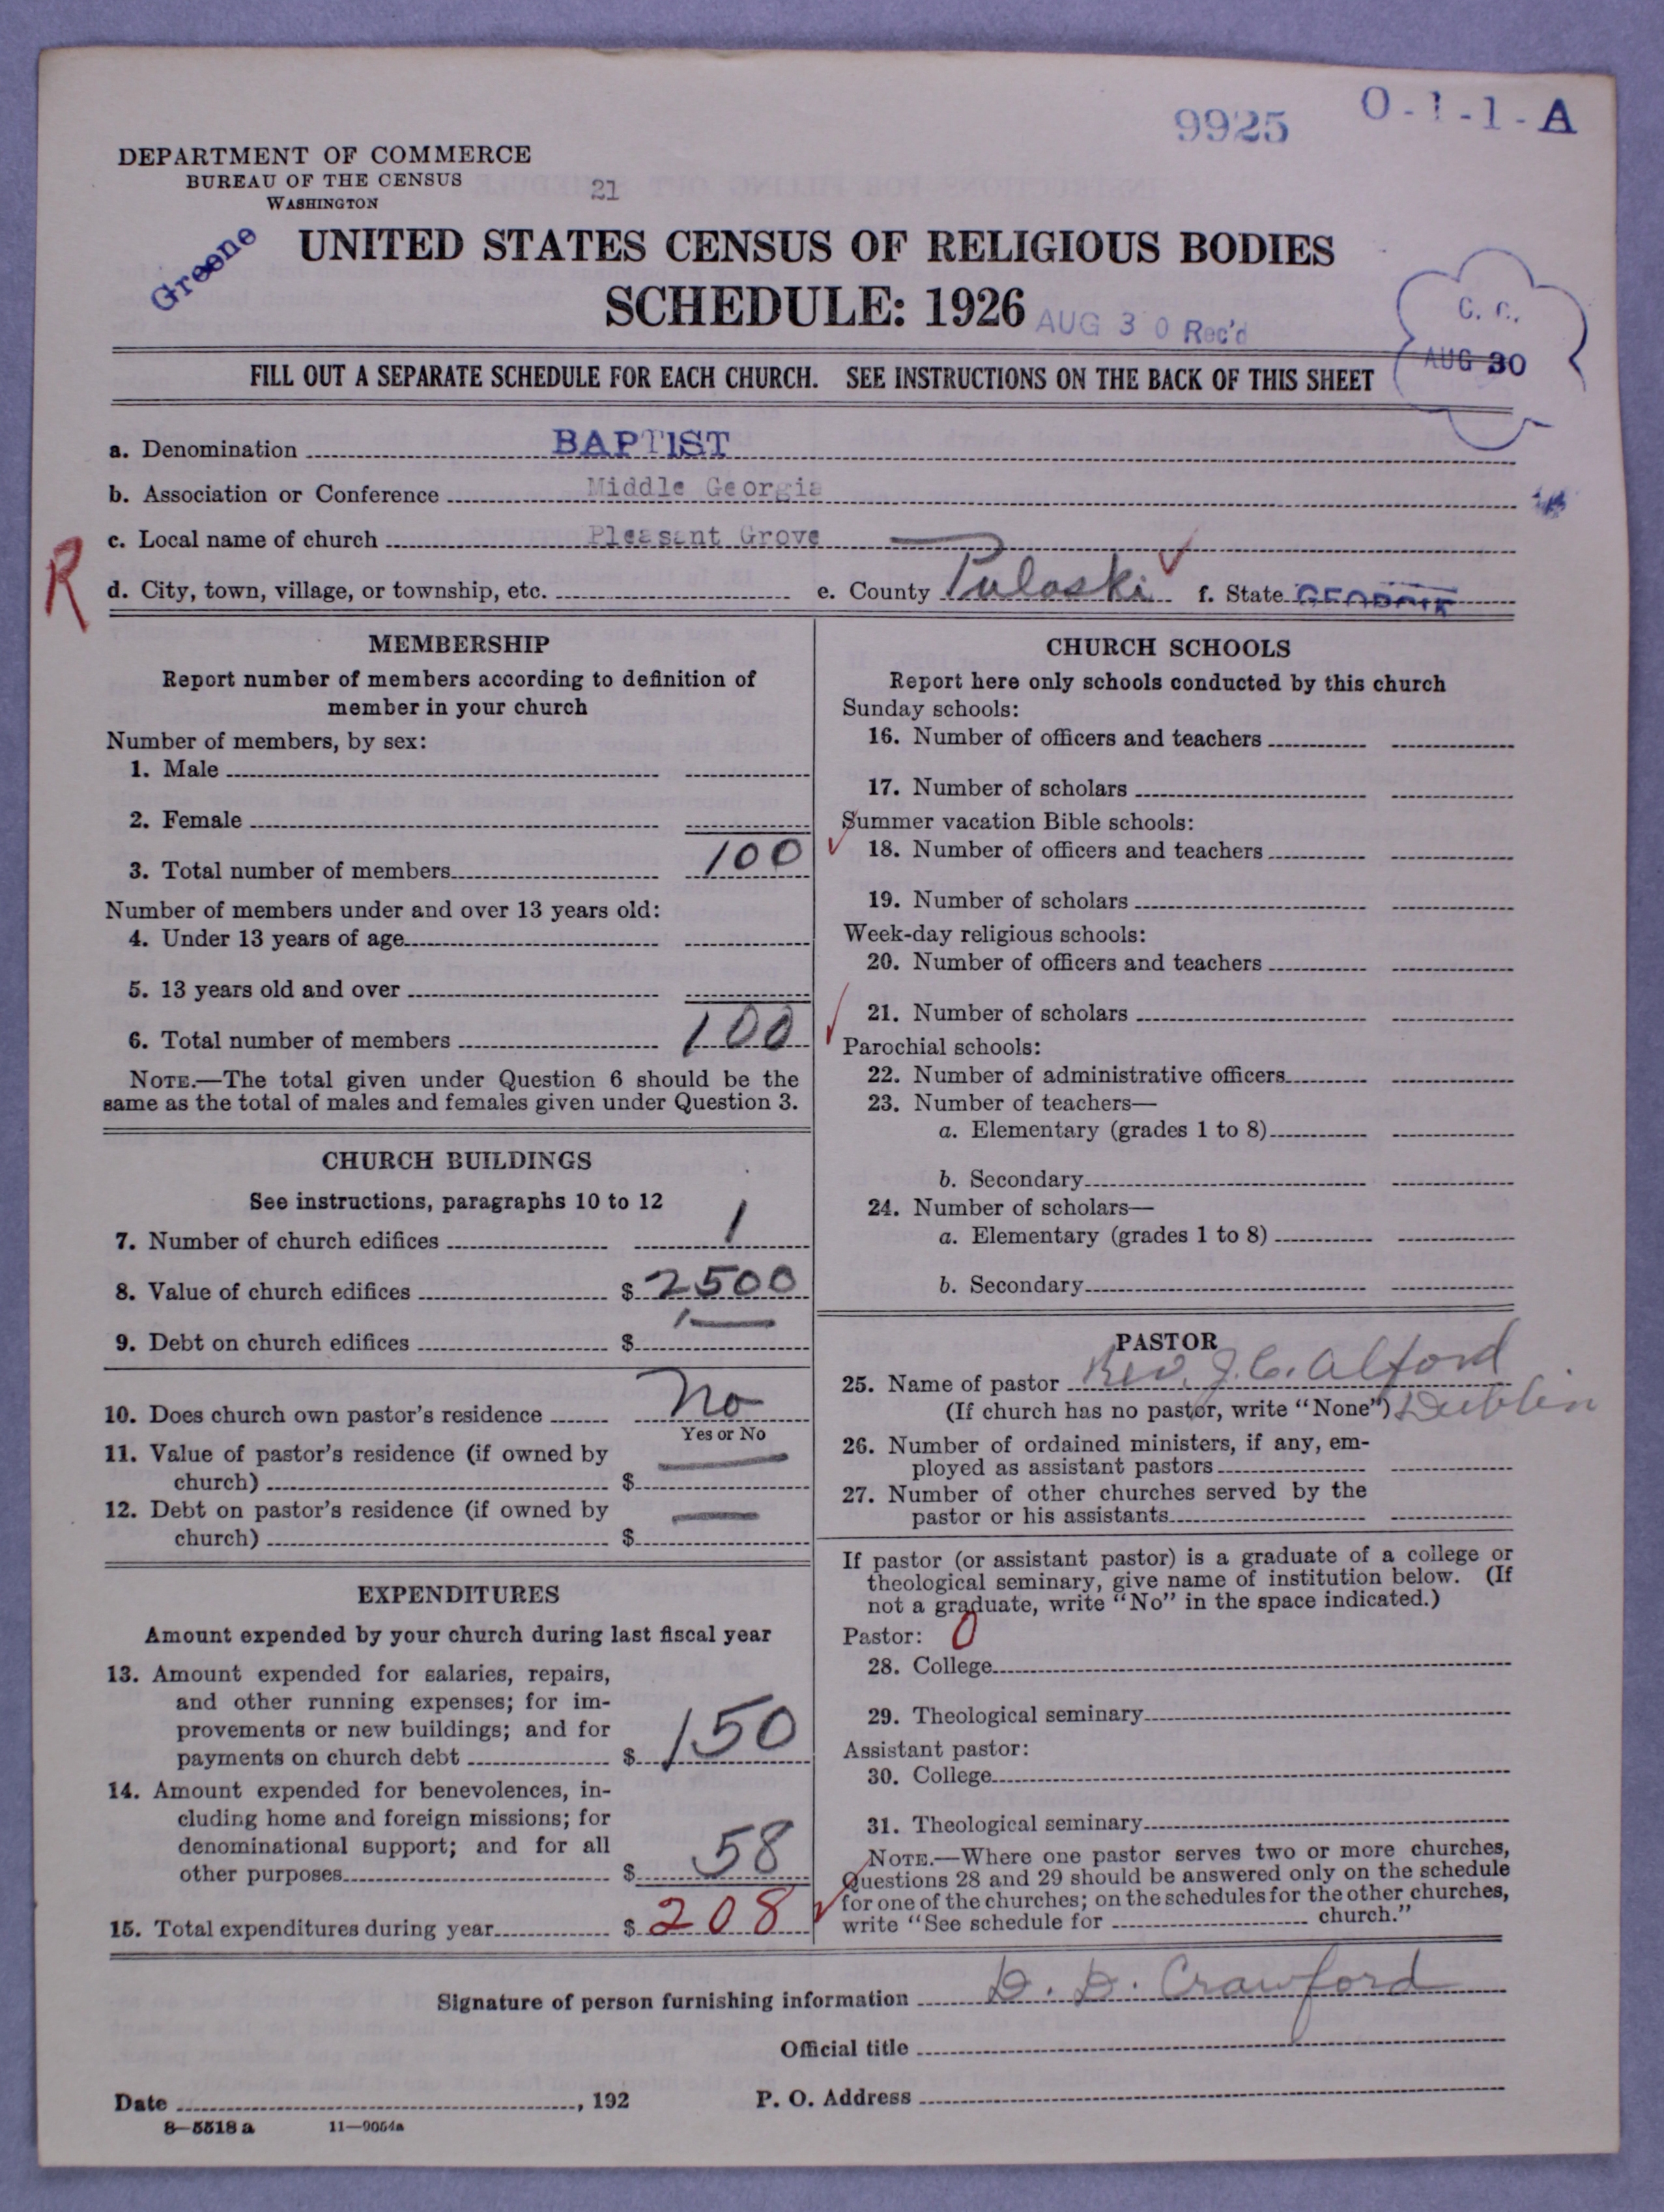 9925 O-1-1-A
DEPARTMENT OF COMMERCE
BUREAU OF THE CENSUS
WASHINGTON
21
Greene
UNITED STATES CENSUS OF RELIGIOUS BODIES
SCHEDULE: 1926
AUG 30 Rec'd
C. C.
AUG 30
FILL OUT A SEPARATE SCHEDULE FOR EACH CHURCH. SEE INSTRUCTIONS ON THE BACK OF THIS SHEET
a. Denomination BAPTIST
b. Association or Conference Middle Georgia
c. Local name of church Pleasant Grove
R
d. City, town, village, or township, etc. e. County Pulaski f. State GEORGIA
MEMBERSHIP
Report number of members according to definition of
member in your church
Number of members, by sex:
1. Male
2. Female
3. Total number of members 100
Number of members under and over 13 years old:
4. Under 13 years of age
5. 13 years old and over
6. Total number of members 100
NOTE.—The total given under Question 6 should be the
same as the total of males and females given under Question 3.
CHURCH BUILDINGS
See instructions, paragraphs 10 to 12
7. Number of church edifices 1
8. Value of church edifices $ 2500
9. Debt on church edifices $
10. Does church own pastor's residence No
Yes or No
11. Value of pastor's residence (if owned by
church) $ —
12. Debt on pastor's residence (if owned by
church) $ —
EXPENDITURES
Amount expended by your church during last fiscal year
13. Amount expended for salaries, repairs,
and other running expenses; for im-
provements or new buildings; and for
payments on church debt $ 150
14. Amount expended for benevolences, in-
cluding home and foreign missions; for
denominational support; and for all
other purposes $ 58
15. Total expenditures during year $ 208
CHURCH SCHOOLS
Report here only schools conducted by this church
Sunday schools:
16. Number of officers and teachers
17. Number of scholars
Summer vacation Bible schools:
18. Number of officers and teachers
19. Number of scholars
Week-day religious schools:
20. Number of officers and teachers
21. Number of scholars
Parochial schools:
22. Number of administrative officers
23. Number of teachers—
a. Elementary (grades 1 to 8)
b. Secondary
24. Number of scholars—
a. Elementary (grades 1 to 8)
b. Secondary
PASTOR
25. Name of pastor Rev. J. C. Alford
(If church has no pastor, write "None") Dublin
26. Number of ordained ministers, if any, em-
ployed as assistant pastors
27. Number of other churches served by the
pastor or his assistants
If pastor (or assistant pastor) is a graduate of a college or
theological seminary, give name of institution below. (If
not a graduate, write "No" in the space indicated.)
Pastor: 0
28. College
29. Theological seminary
Assistant pastor:
30. College
31. Theological seminary
NOTE.—Where one pastor serves two or more churches,
Questions 28 and 29 should be answered only on the schedule
for one of the churches; on the schedules for the other churches,
write "See schedule for church."
Signature of person furnishing information D. D. Crawford
Official title
Date , 192 P. O. Address
8—5518 a 11—9054a